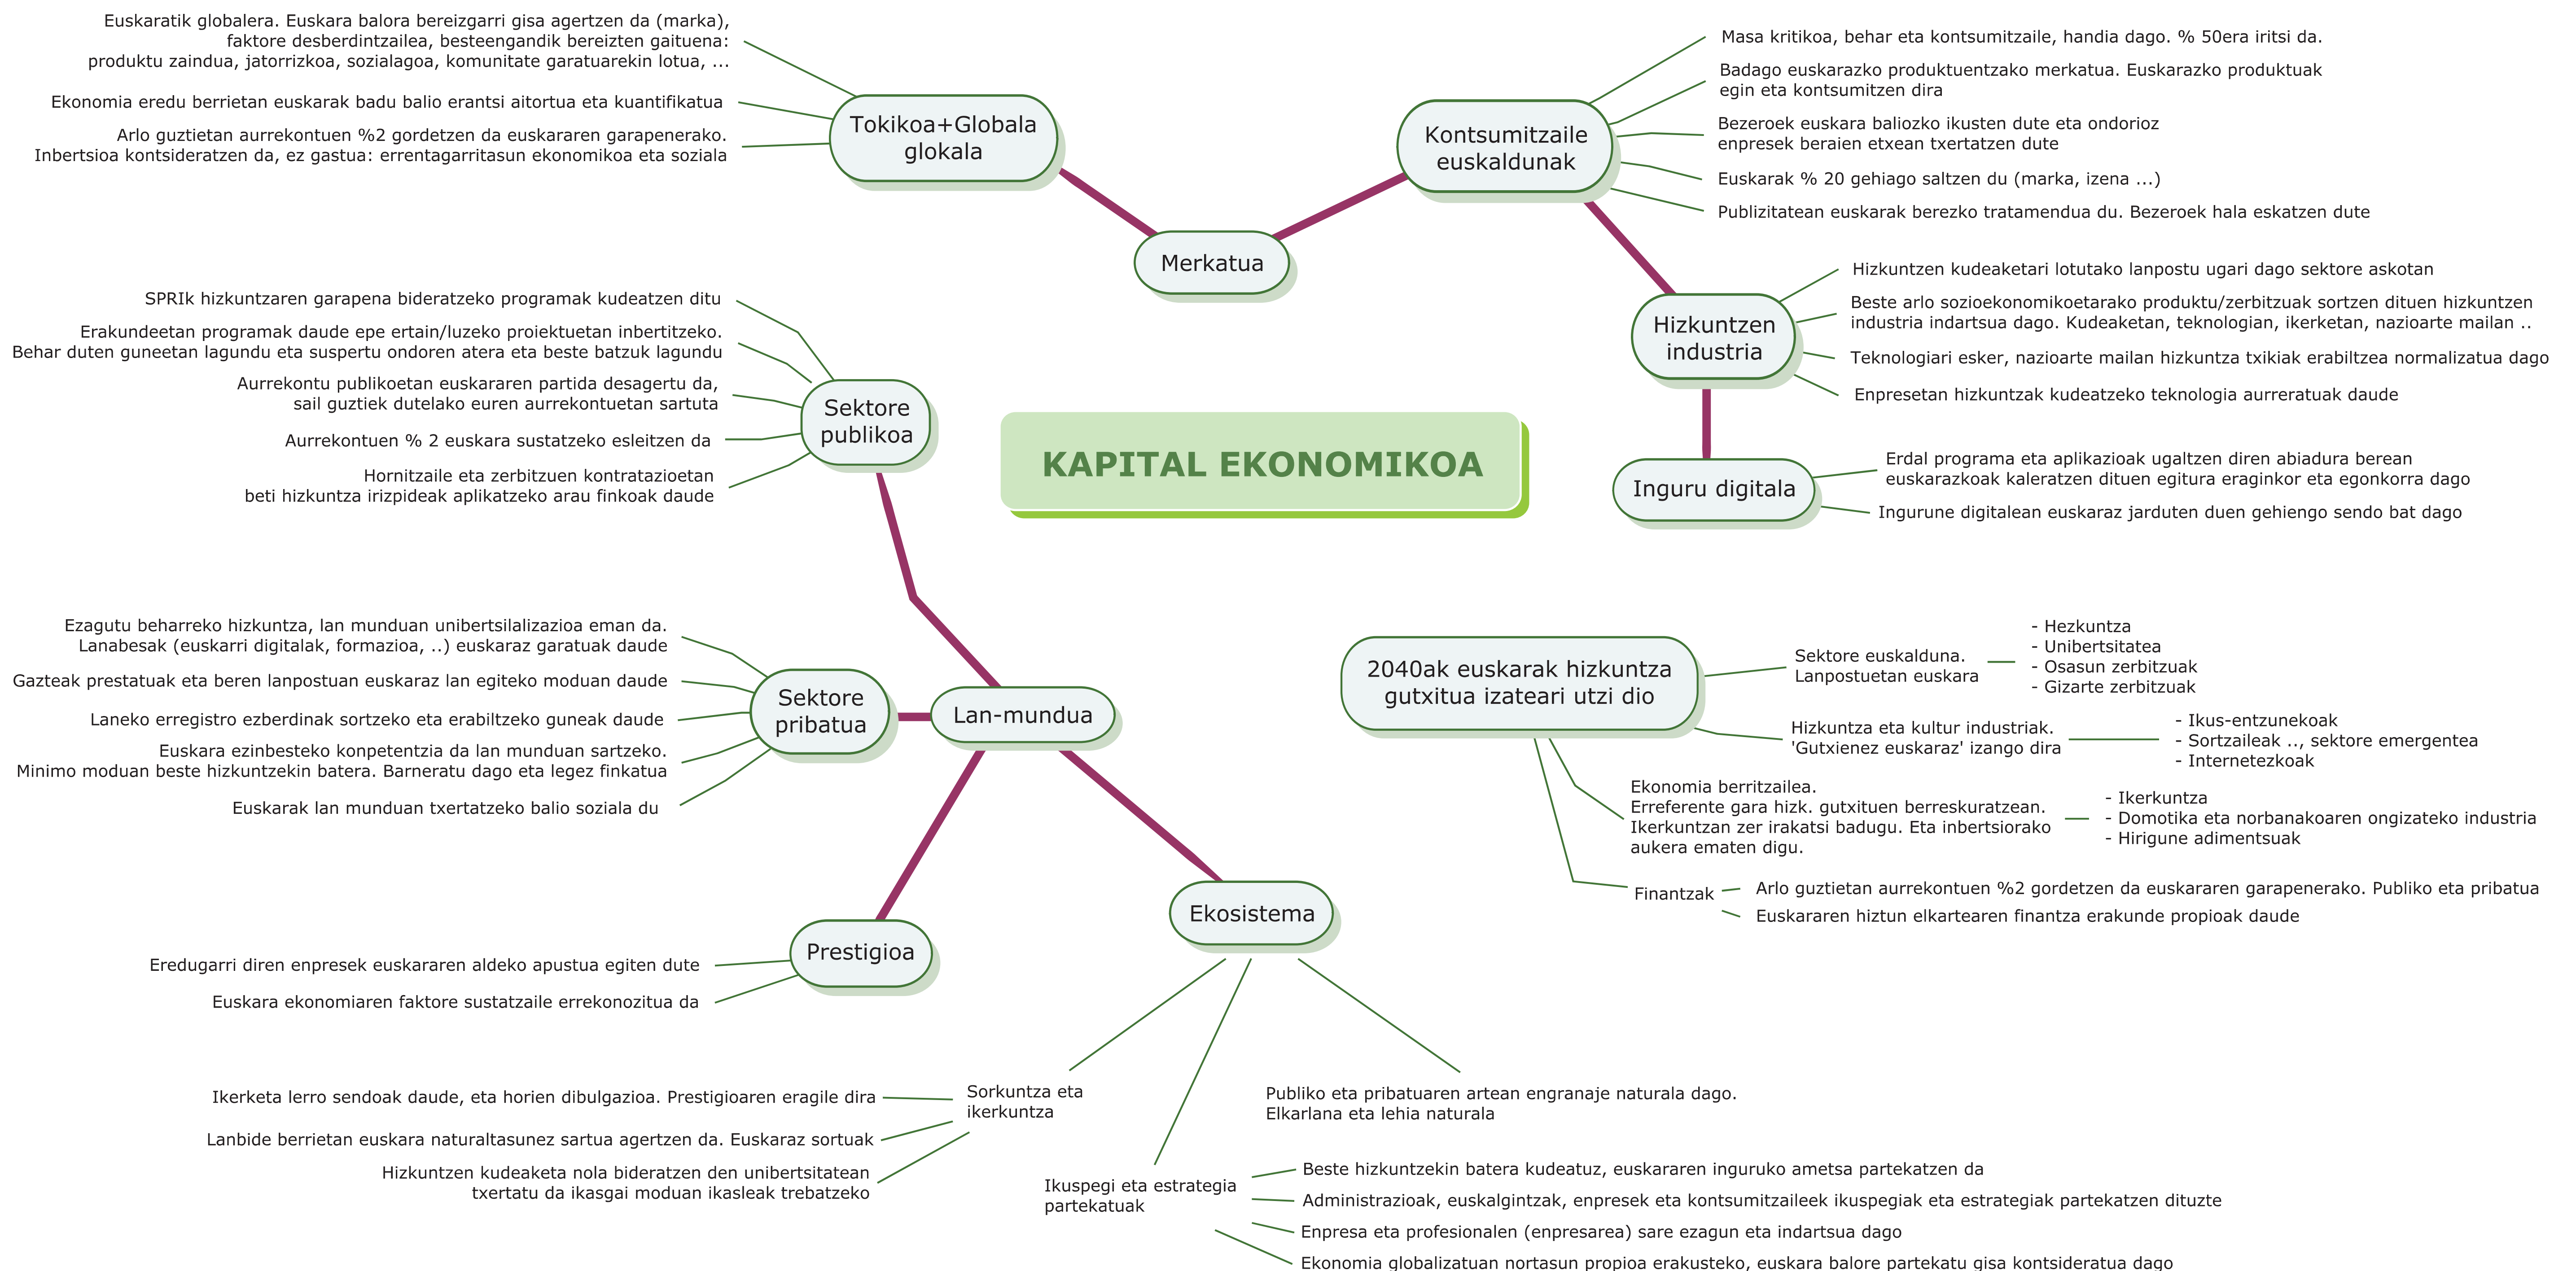 Euskaratik globalera. Euskara balora bereizgarri gisa agertzen da (marka),
faktore desberdintzailea, besteengandik bereizten gaituena:
produktu zaindua, jatorrizkoa, sozialagoa, komunitate garatuarekin lotua, ...
Ekonomia eredu berrietan euskarak badu balio erantsi aitortua eta kuantifikatua
Arlo guztietan aurrekontuen %2 gordetzen da euskararen garapenerako.
Inbertsioa kontsideratzen da, ez gastua: errentagarritasun ekonomikoa eta soziala
Tokikoa+Globala
glokala
Merkatua
Kontsumitzaile
euskaldunak
Masa kritikoa, behar eta kontsumitzaile, handia dago. % 50era iritsi da.
Badago euskarazko produktuentzako merkatua. Euskarazko produktuak
egin eta kontsumitzen dira
Bezeroek euskara baliozko ikusten dute eta ondorioz
enpresek beraien etxean txertatzen dute
Euskarak % 20 gehiago saltzen du (marka, izena ...)
Publizitatean euskarak berezko tratamendua du. Bezeroek hala eskatzen dute
Hizkuntzen
industria
Hizkuntzen kudeaketari lotutako lanpostu ugari dago sektore askotan
Beste arlo sozioekonomikoetarako produktu/zerbitzuak sortzen dituen hizkuntzen
industria indartsua dago. Kudeaketan, teknologian, ikerketan, nazioarte mailan ..
Teknologiari esker, nazioarte mailan hizkuntza txikiak erabiltzea normalizatua dago
Enpresetan hizkuntzak kudeatzeko teknologia aurreratuak daude
Inguru digitala
Erdal programa eta aplikazioak ugaltzen diren abiadura berean
euskarazkoak kaleratzen dituen egitura eraginkor eta egonkorra dago
Ingurune digitalean euskaraz jarduten duen gehiengo sendo bat dago
SPRIk hizkuntzaren garapena bideratzeko programak kudeatzen ditu
Erakundeetan programak daude epe ertain/luzeko proiektuetan inbertitzeko.
Behar duten guneetan lagundu eta suspertu ondoren atera eta beste batzuk lagundu
Aurrekontu publikoetan euskararen partida desagertu da,
sail guztiek dutelako euren aurrekontuetan sartuta
Aurrekontuen % 2 euskara sustatzeko esleitzen da
Hornitzaile eta zerbitzuen kontratazioetan
beti hizkuntza irizpideak aplikatzeko arau finkoak daude
Sektore
publikoa
KAPITAL EKONOMIKOA
Ezagutu beharreko hizkuntza, lan munduan unibertsilalizazioa eman da.
Lanabesak (euskarri digitalak, formazioa, ..) euskaraz garatuak daude
Gazteak prestatuak eta beren lanpostuan euskaraz lan egiteko moduan daude
Laneko erregistro ezberdinak sortzeko eta erabiltzeko guneak daude
Euskara ezinbesteko konpetentzia da lan munduan sartzeko.
Minimo moduan beste hizkuntzekin batera. Barneratu dago eta legez finkatua
Euskarak lan munduan txertatzeko balio soziala du
Sektore
pribatua
Lan-mundua
2040ak euskarak hizkuntza
gutxitua izateari utzi dio
Sektore euskalduna.
Lanpostuetan euskara
- Hezkuntza
- Unibertsitatea
- Osasun zerbitzuak
- Gizarte zerbitzuak
Hizkuntza eta kultur industriak.
'Gutxienez euskaraz' izango dira
- Ikus-entzunekoak
- Sortzaileak .., sektore emergentea
- Internetezkoak
Ekonomia berritzailea.
Erreferente gara hizk. gutxituen berreskuratzean.
Ikerkuntzan zer irakatsi badugu. Eta inbertsiorako
aukera ematen digu.
- Ikerkuntza
- Domotika eta norbanakoaren ongizateko industria
- Hirigune adimentsuak
Finantzak
Arlo guztietan aurrekontuen %2 gordetzen da euskararen garapenerako. Publiko eta pribatua
Euskararen hiztun elkartearen finantza erakunde propioak daude
Prestigioa
Eredugarri diren enpresek euskararen aldeko apustua egiten dute
Euskara ekonomiaren faktore sustatzaile errekonozitua da
Ekosistema
Sorkuntza eta
ikerkuntza
Ikerketa lerro sendoak daude, eta horien dibulgazioa. Prestigioaren eragile dira
Lanbide berrietan euskara naturaltasunez sartua agertzen da. Euskaraz sortuak
Hizkuntzen kudeaketa nola bideratzen den unibertsitatean
txertatu da ikasgai moduan ikasleak trebatzeko
Publiko eta pribatuaren artean engranaje naturala dago.
Elkarlana eta lehia naturala
Ikuspegi eta estrategia
partekatuak
Beste hizkuntzekin batera kudeatuz, euskararen inguruko ametsa partekatzen da
Administrazioak, euskalgintzak, enpresek eta kontsumitzaileek ikuspegiak eta estrategiak partekatzen dituzte
Enpresa eta profesionalen (enpresarea) sare ezagun eta indartsua dago
Ekonomia globalizatuan nortasun propioa erakusteko, euskara balore partekatu gisa kontsideratua dago